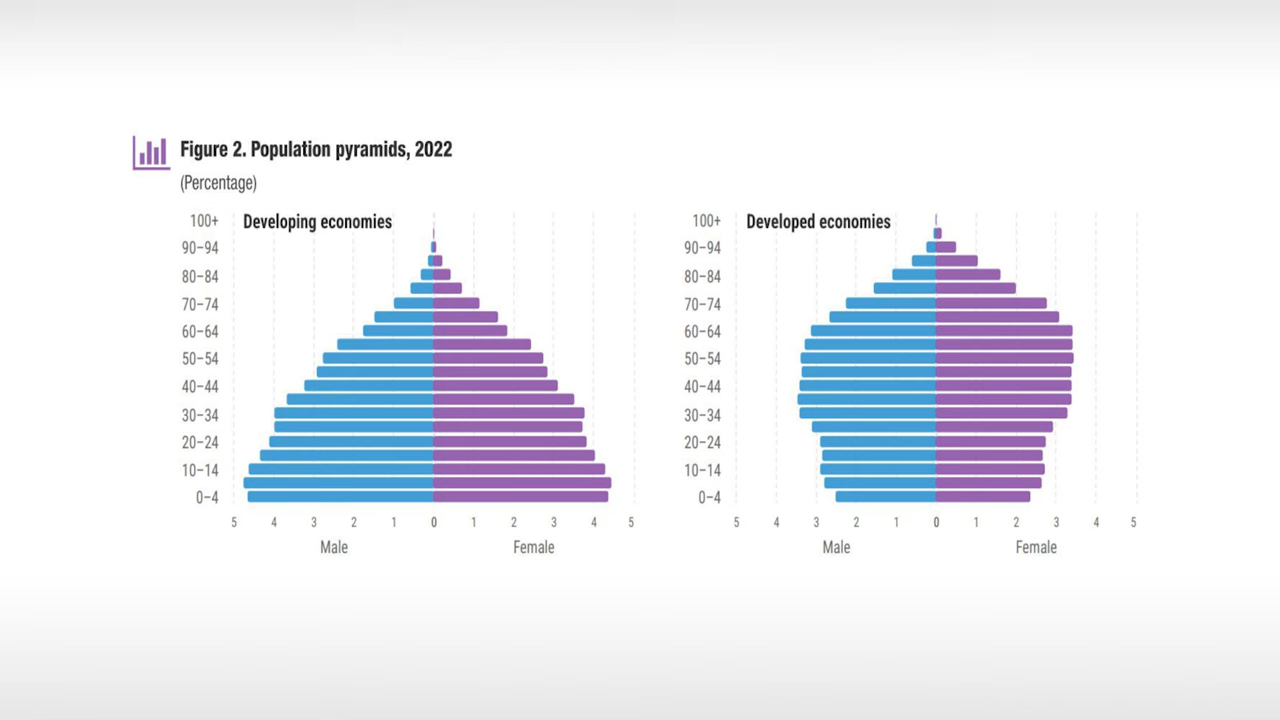 Figure 2. Population pyramids, 2022
(Percentage)
Developing economies
100+
90–94
80–84
70–74
60–64
50–54
40–44
30–34
20–24
10–14
0–4
5 4 3 2 1 0 1 2 3 4 5
Male Female
Developed economies
100+
90–94
80–84
70–74
60–64
50–54
40–44
30–34
20–24
10–14
0–4
5 4 3 2 1 0 1 2 3 4 5
Male Female